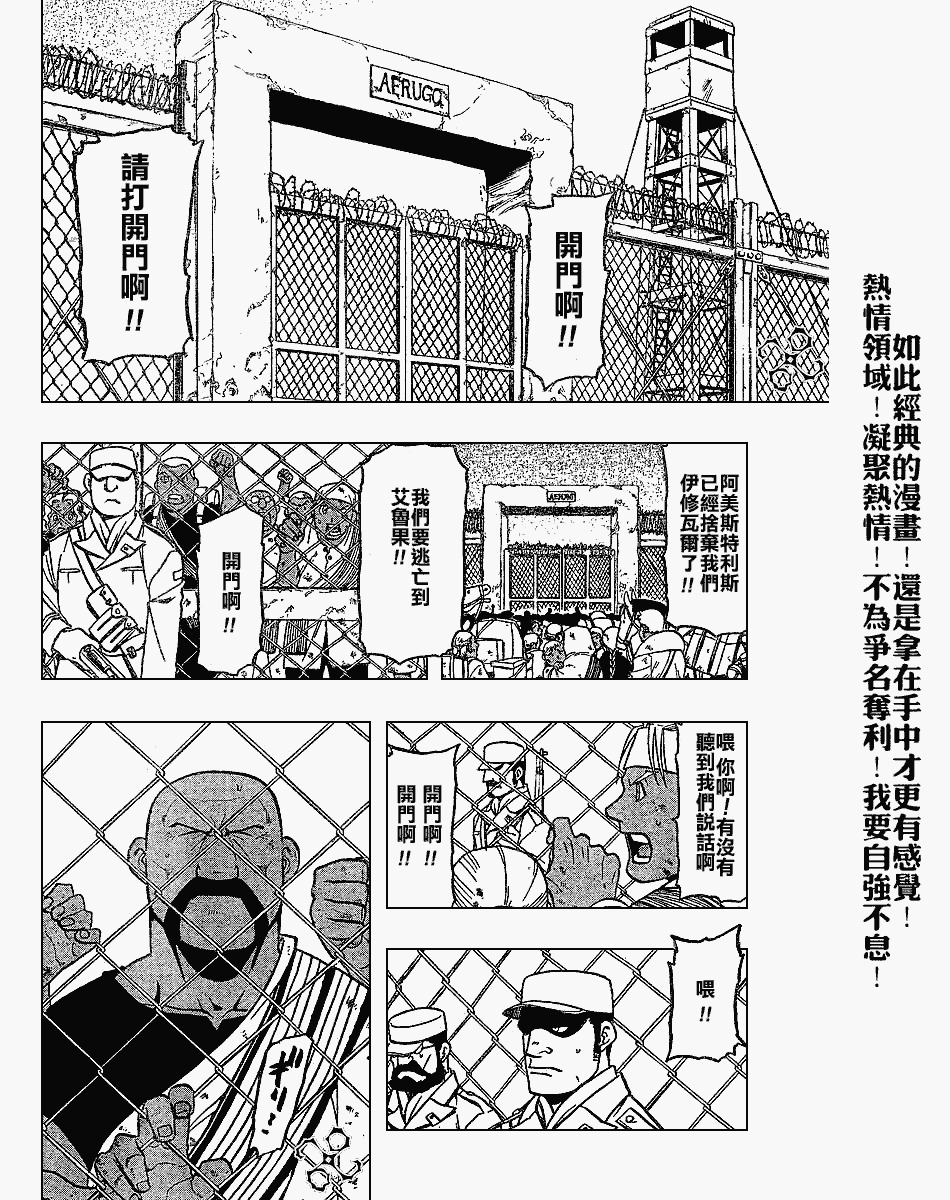 如此經典的漫畫！還是拿在手中才更有感覺！
熱情領域！凝聚熱情！不為爭名奪利！我要自強不息！
AERUGO
開門啊!!
請打開門啊!!
阿美斯特利斯
已經捨棄我們
伊修瓦爾了!!
AERUGO
我們要逃亡到
艾魯果!!
開門啊!!
喂 你啊！有沒有
聽到我們說話啊
開門啊!!
開門啊!!
喂!!
ギリ…